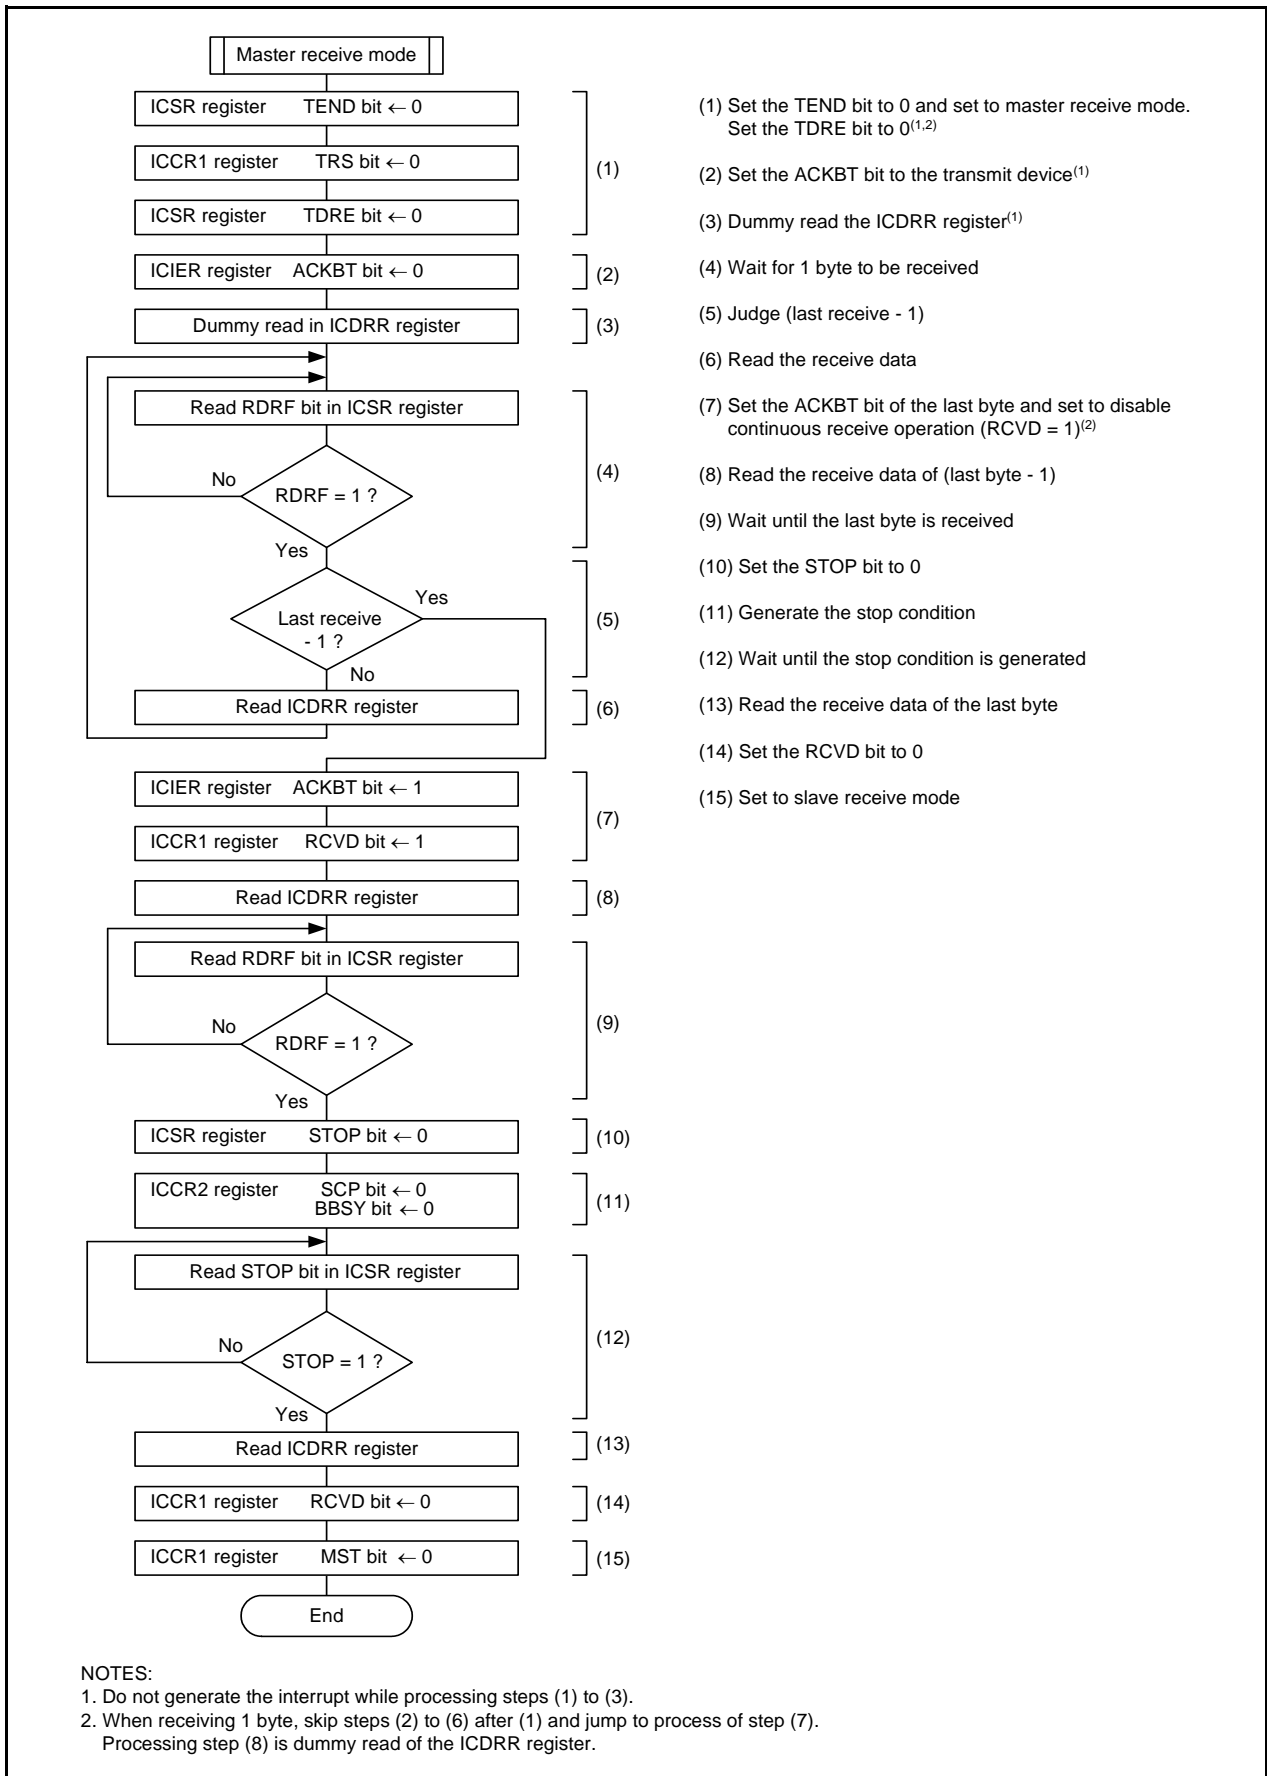 Master receive mode
ICSR register TEND bit ← 0
ICCR1 register TRS bit ← 0
ICSR register TDRE bit ← 0
(1)
ICIER register ACKBT bit ← 0
(2)
Dummy read in ICDRR register
(3)
Read RDRF bit in ICSR register
No
RDRF = 1 ?
Yes
(4)
Last receive
- 1 ?
Yes
No
(5)
Read ICDRR register
(6)
ICIER register ACKBT bit ← 1
ICCR1 register RCVD bit ← 1
(7)
Read ICDRR register
(8)
Read RDRF bit in ICSR register
No
RDRF = 1 ?
Yes
(9)
ICSR register STOP bit ← 0
(10)
ICCR2 register SCP bit ← 0
BBSY bit ← 0
(11)
Read STOP bit in ICSR register
No
STOP = 1 ?
Yes
(12)
Read ICDRR register
(13)
ICCR1 register RCVD bit ← 0
(14)
ICCR1 register MST bit ← 0
(15)
End
(1) Set the TEND bit to 0 and set to master receive mode.
Set the TDRE bit to 0(1,2)
(2) Set the ACKBT bit to the transmit device(1)
(3) Dummy read the ICDRR register(1)
(4) Wait for 1 byte to be received
(5) Judge (last receive - 1)
(6) Read the receive data
(7) Set the ACKBT bit of the last byte and set to disable
continuous receive operation (RCVD = 1)(2)
(8) Read the receive data of (last byte - 1)
(9) Wait until the last byte is received
(10) Set the STOP bit to 0
(11) Generate the stop condition
(12) Wait until the stop condition is generated
(13) Read the receive data of the last byte
(14) Set the RCVD bit to 0
(15) Set to slave receive mode
NOTES:
1. Do not generate the interrupt while processing steps (1) to (3).
2. When receiving 1 byte, skip steps (2) to (6) after (1) and jump to process of step (7).
Processing step (8) is dummy read of the ICDRR register.